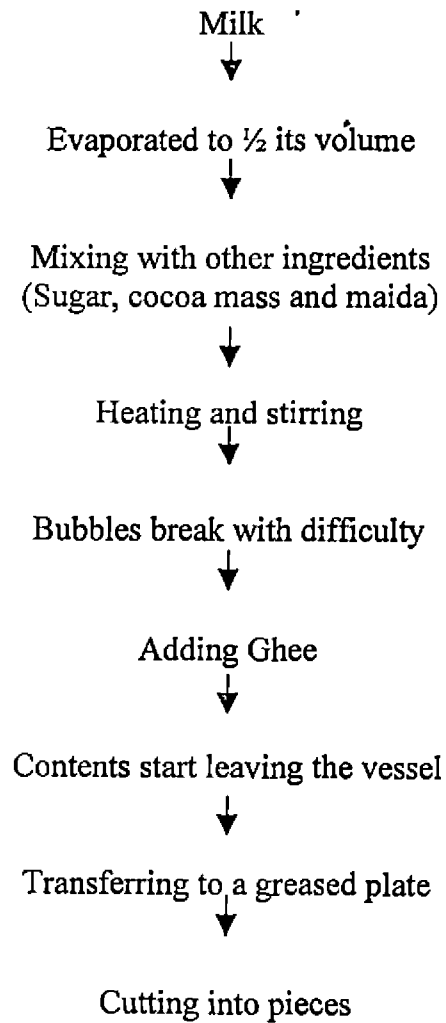 Milk
Evaporated to ½ its volume
Mixing with other ingredients
(Sugar, cocoa mass and maida)
Heating and stirring
Bubbles break with difficulty
Adding Ghee
Contents start leaving the vessel
Transferring to a greased plate
Cutting into pieces